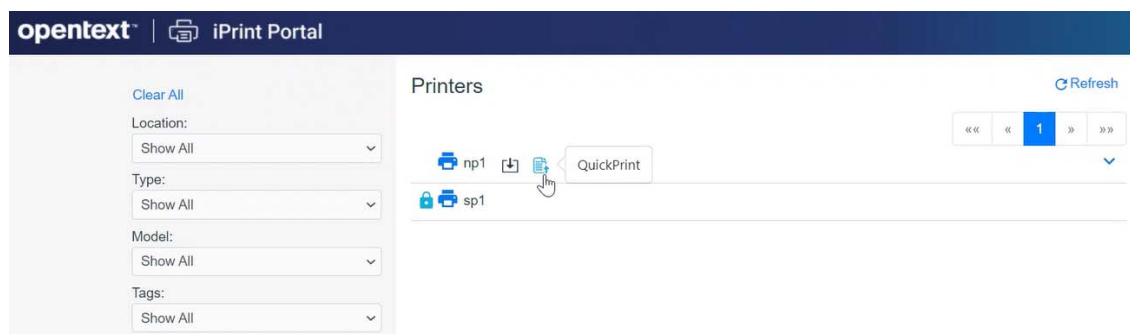 opentext™ | iPrint Portal
Clear All
Location:
Show All
Type:
Show All
Model:
Show All
Tags:
Show All
Printers
Refresh
«« « 1 » »»
np1 QuickPrint
sp1